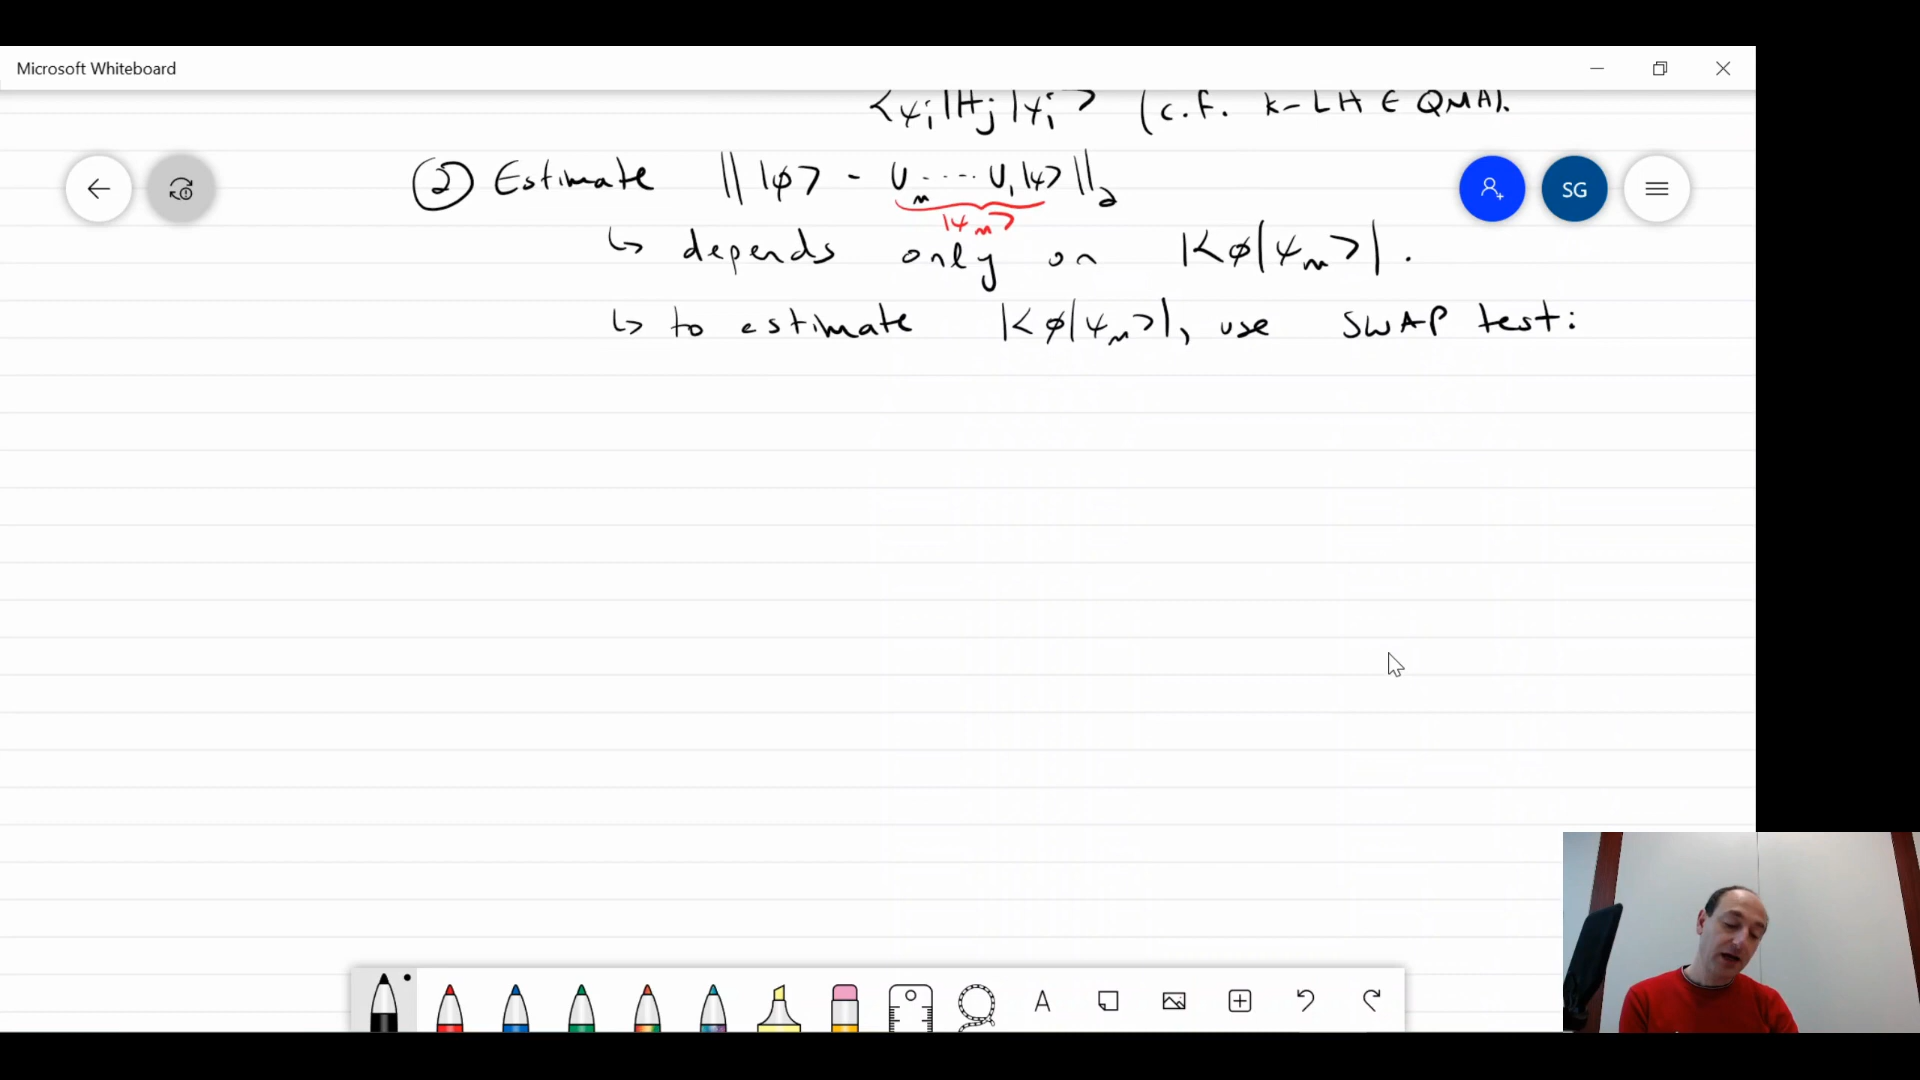 Microsoft Whiteboard
<ψ_i|H_j|ψ_i> (c.f. k-LH ∈ QMA).
② Estimate || |φ> - U_m .... U_1 |ψ> ||_2
|ψ_m>
SG
↳ depends only on |<φ|ψ_m>|.
↳ to estimate |<φ|ψ_m>|, use SWAP test: